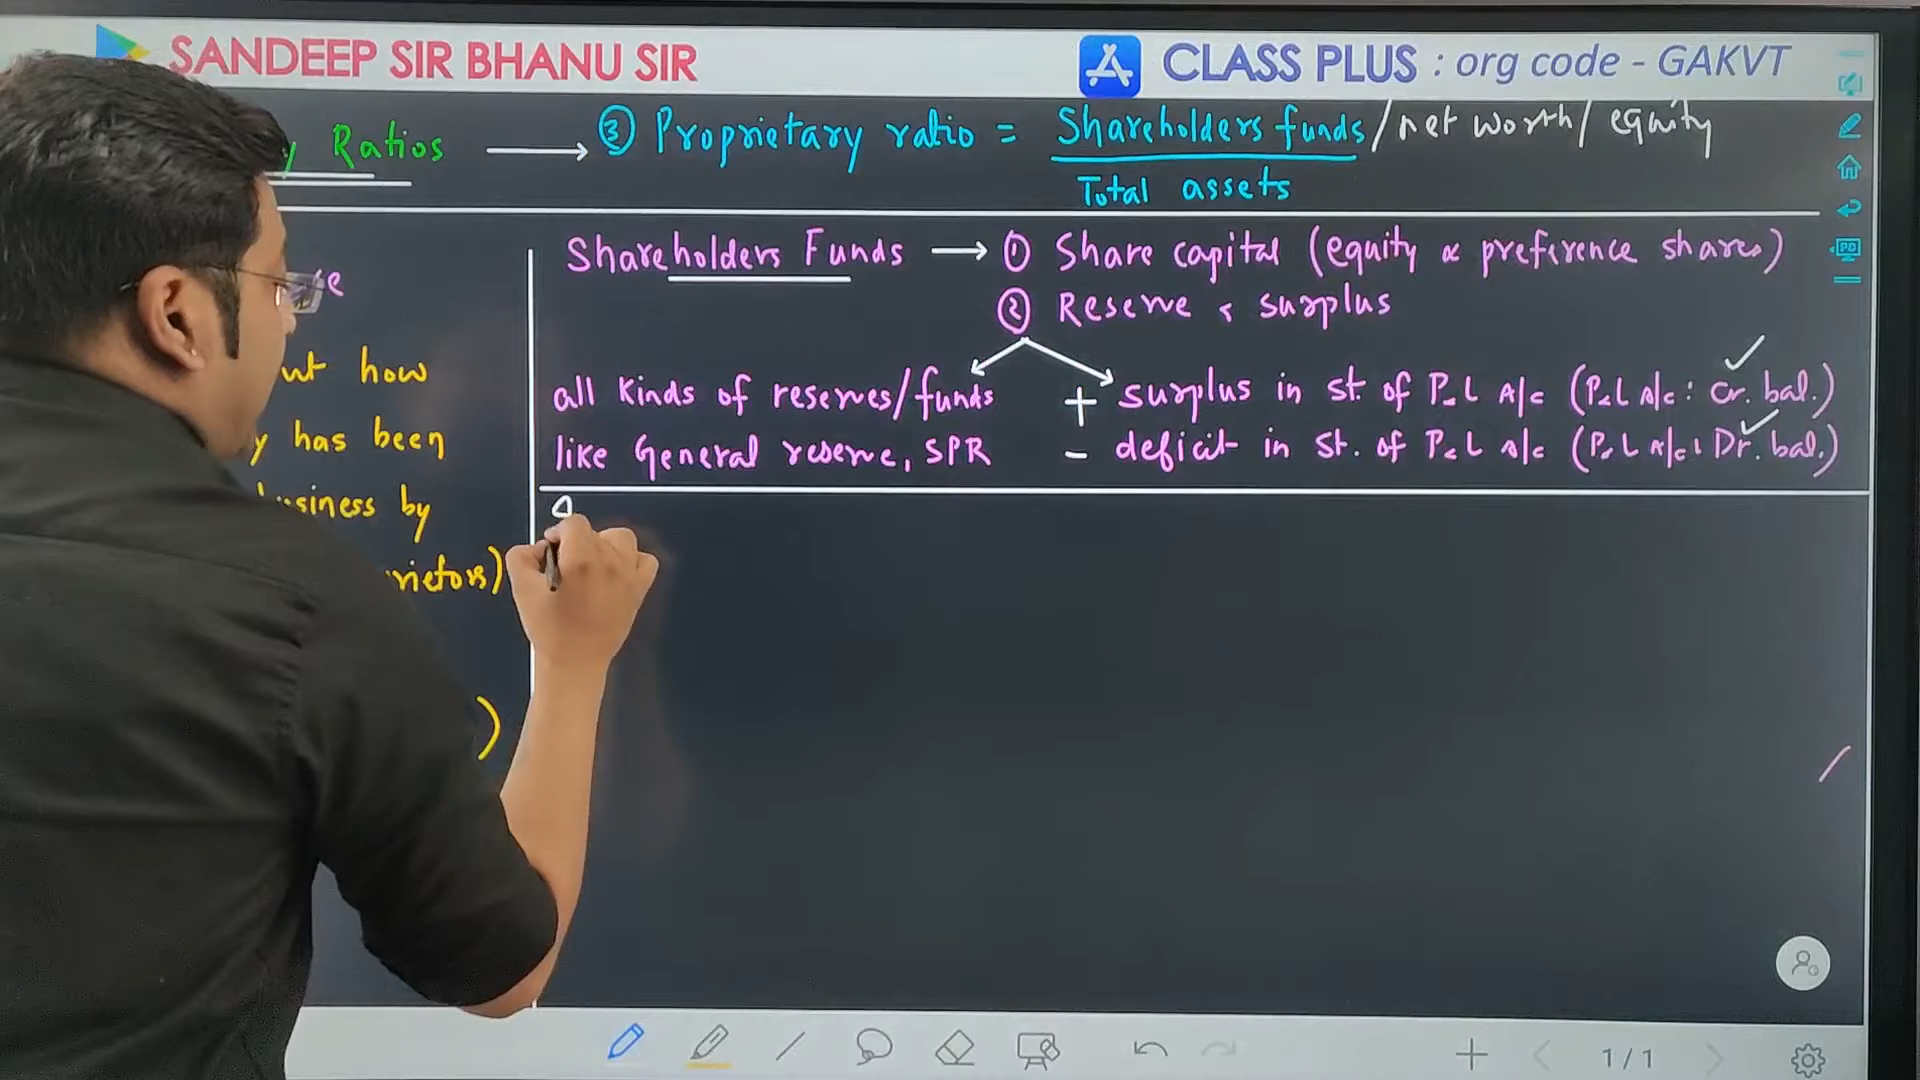 SANDEEP SIR BHANU SIR
CLASS PLUS : org code - GAKVT
Ratios → ③ Proprietary ratio = Shareholders funds / net worth / equity
Total assets
Shareholders Funds → ① Share capital (equity & preference shares)
② Reserve & surplus
all kinds of reserves/funds
like General reserve, SPR
+ surplus in st. of P&L A/c (P&L A/c : Cr. bal.) ✓
- deficit in st. of P&L A/c (P&L A/c : Dr. bal.) ✓
how
has been
by
)
1 / 1